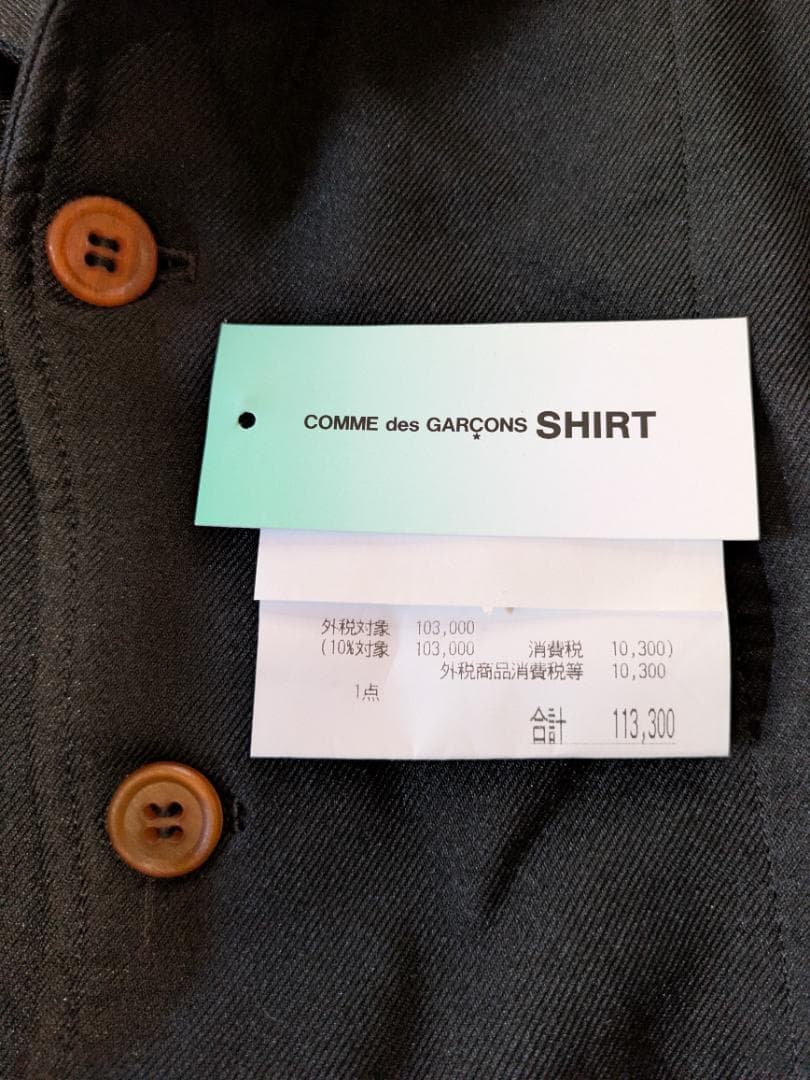 COMME des GARÇONS SHIRT
外税対象 103,000
(10%対象 103,000 消費税 10,300)
外税商品消費税等 10,300
1点
合計 113,300